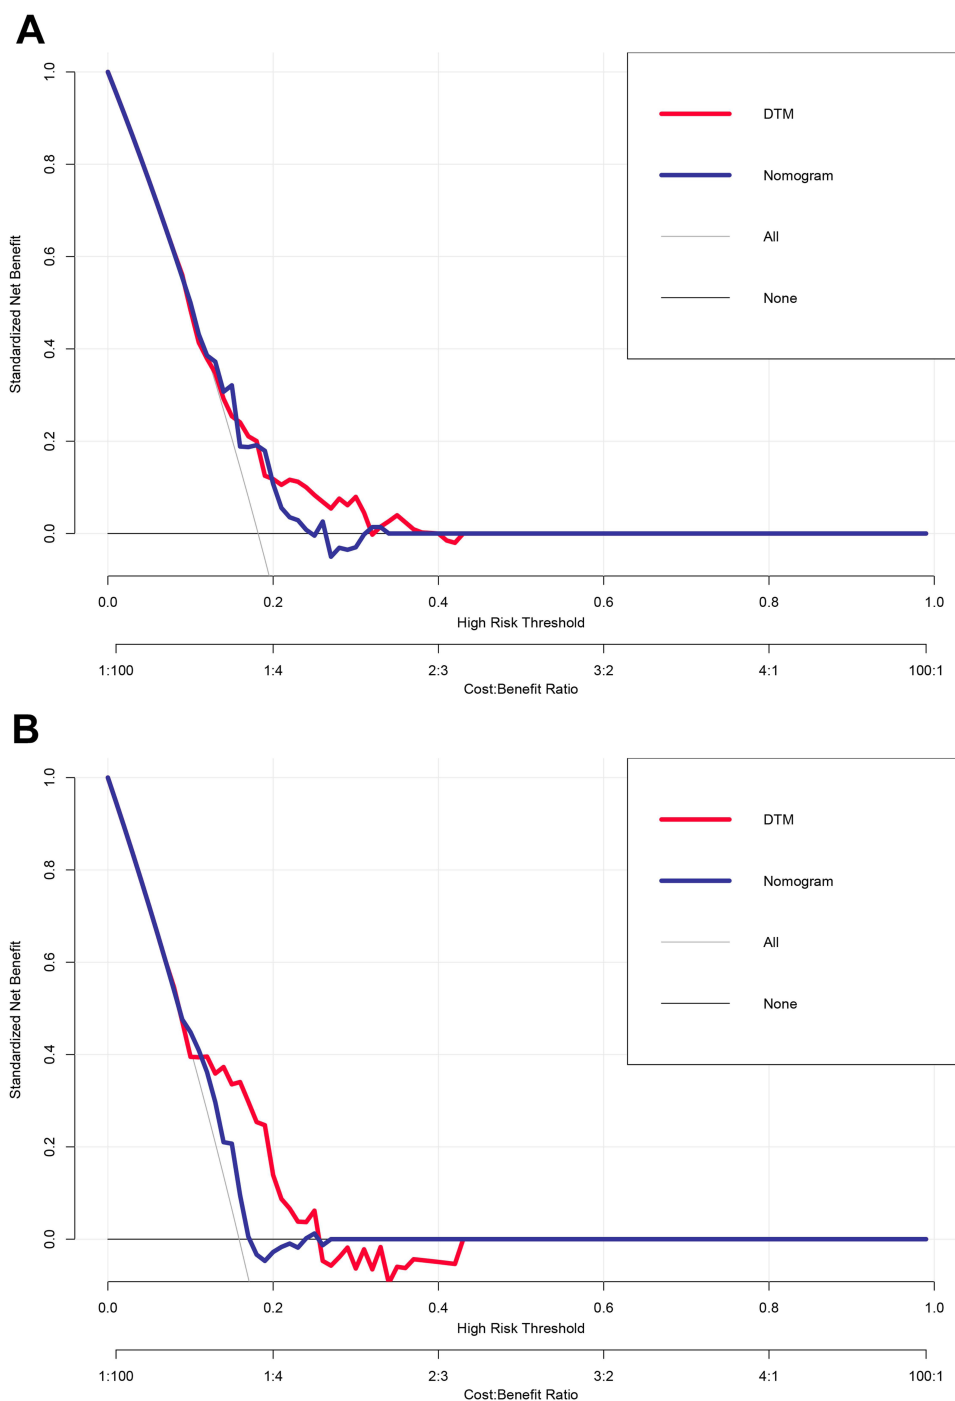 A
Standardized Net Benefit
1.0
0.8
0.6
0.4
0.2
0.0
DTM
Nomogram
All
None
0.0 0.2 0.4 0.6 0.8 1.0
High Risk Threshold
1:100 1:4 2:3 3:2 4:1 100:1
Cost:Benefit Ratio
B
Standardized Net Benefit
1.0
0.8
0.6
0.4
0.2
0.0
DTM
Nomogram
All
None
0.0 0.2 0.4 0.6 0.8 1.0
High Risk Threshold
1:100 1:4 2:3 3:2 4:1 100:1
Cost:Benefit Ratio